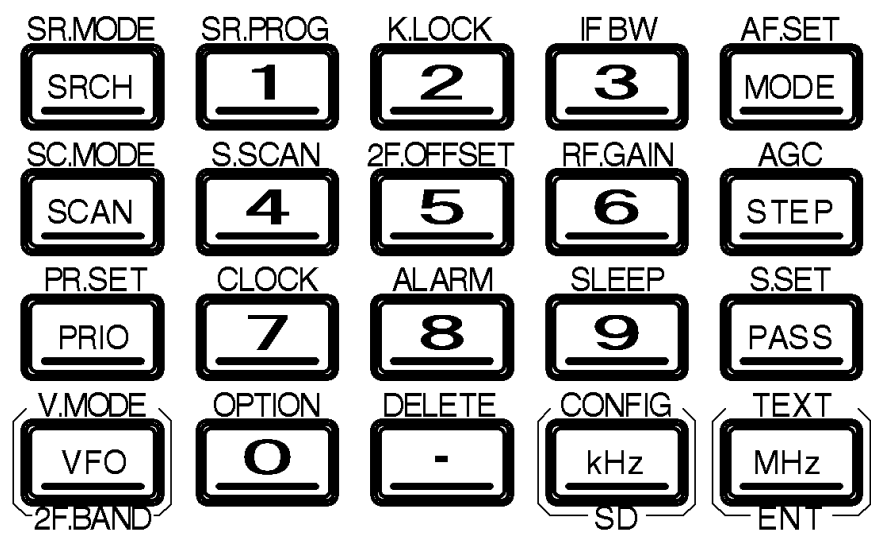 SR.MODE SR.PROG K.LOCK IF BW AF.SET
SRCH 1 2 3 MODE
SC.MODE S.SCAN 2F.OFFSET RF.GAIN AGC
SCAN 4 5 6 STEP
PR.SET CLOCK ALARM SLEEP S.SET
PRIO 7 8 9 PASS
V.MODE OPTION DELETE CONFIG TEXT
VFO 0 - kHz MHz
2F.BAND SD ENT